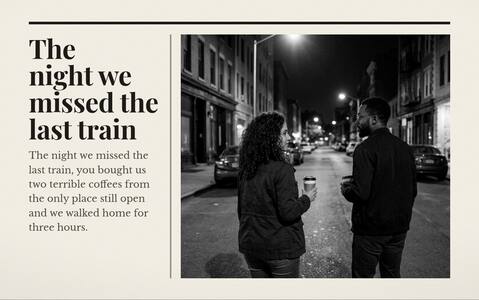 The
night we
missed the
last train
The night we missed the
last train, you bought us
two terrible coffees from
the only place still open
and we walked home for
three hours.